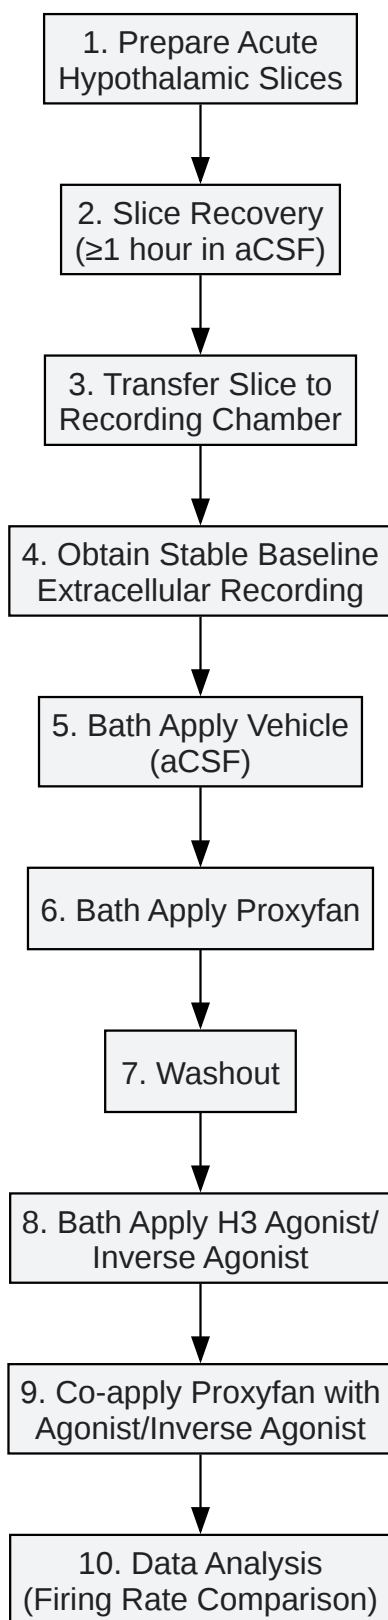 1. Prepare Acute
Hypothalamic Slices
2. Slice Recovery
(≥1 hour in aCSF)
3. Transfer Slice to
Recording Chamber
4. Obtain Stable Baseline
Extracellular Recording
5. Bath Apply Vehicle
(aCSF)
6. Bath Apply Proxyfan
7. Washout
8. Bath Apply H3 Agonist/
Inverse Agonist
9. Co-apply Proxyfan with
Agonist/Inverse Agonist
10. Data Analysis
(Firing Rate Comparison)